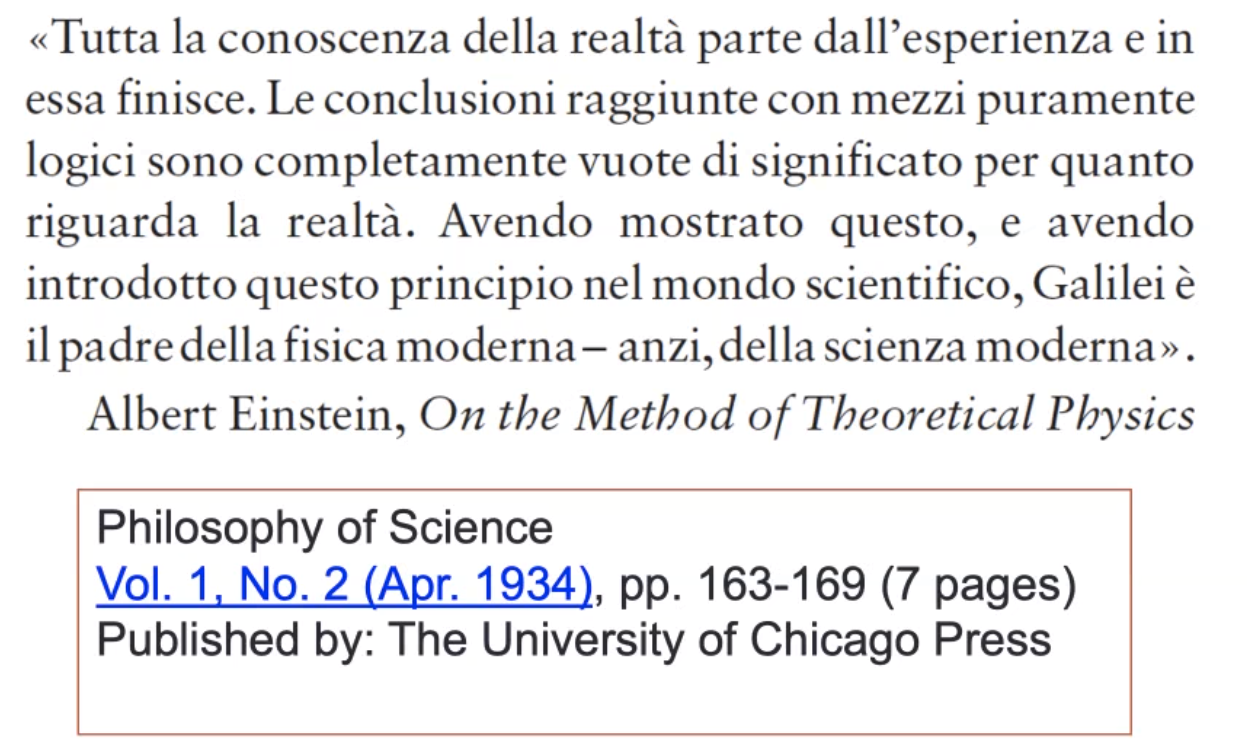 «Tutta la conoscenza della realtà parte dall’esperienza e in
essa finisce. Le conclusioni raggiunte con mezzi puramente
logici sono completamente vuote di significato per quanto
riguarda la realtà. Avendo mostrato questo, e avendo
introdotto questo principio nel mondo scientifico, Galilei è
il padre della fisica moderna – anzi, della scienza moderna».
Albert Einstein, On the Method of Theoretical Physics
Philosophy of Science
Vol. 1, No. 2 (Apr. 1934), pp. 163-169 (7 pages)
Published by: The University of Chicago Press